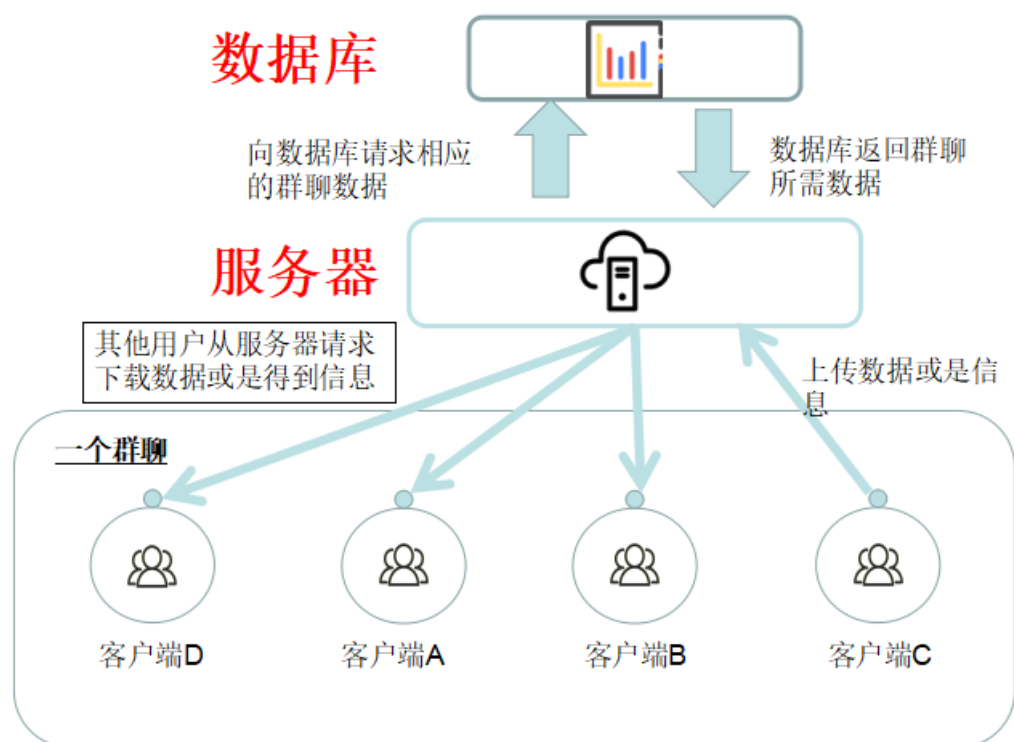 数据库
向数据库请求相应
的群聊数据
数据库返回群聊
所需数据
服务器
其他用户从服务器请求
下载数据或是得到信息
上传数据或是信
息
一个群聊
客户端D
客户端A
客户端B
客户端C